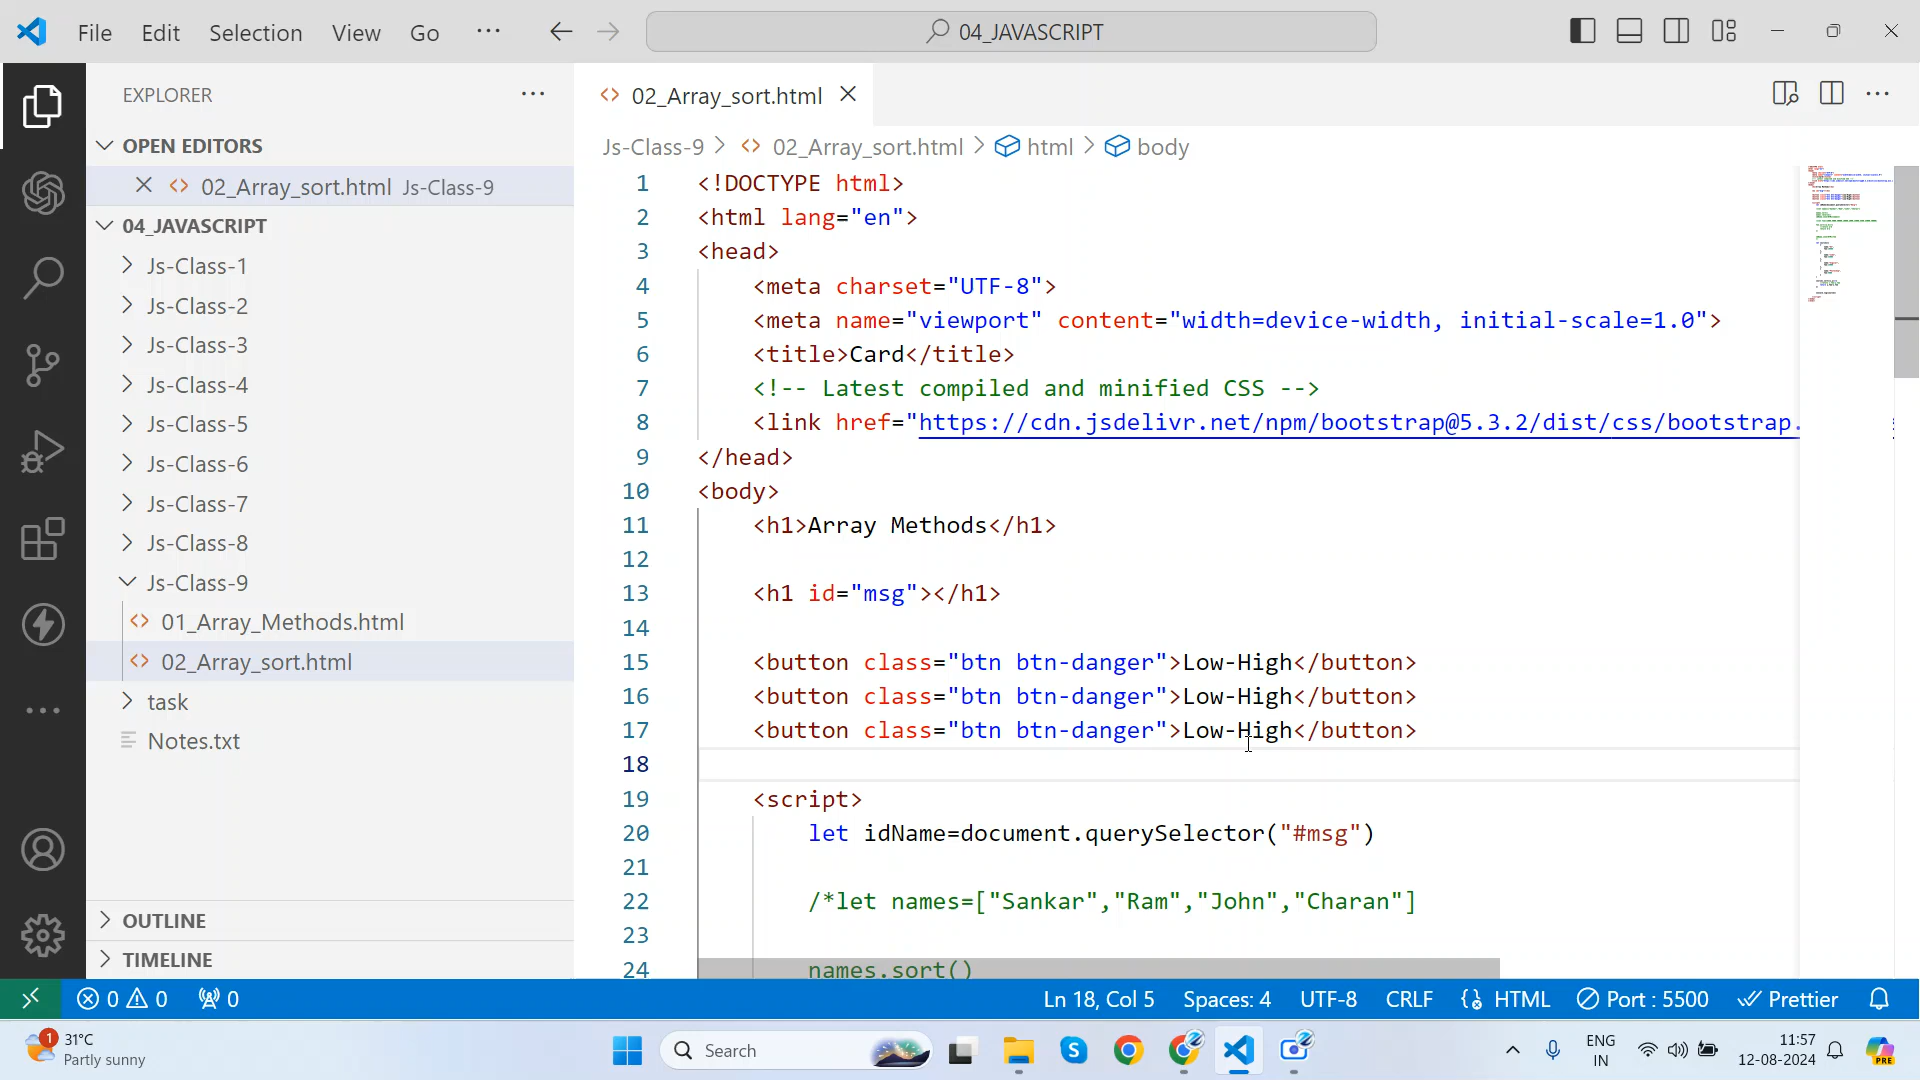 File Edit Selection View Go ··· 04_JAVASCRIPT
EXPLORER
OPEN EDITORS
02_Array_sort.html Js-Class-9
04_JAVASCRIPT
Js-Class-1
Js-Class-2
Js-Class-3
Js-Class-4
Js-Class-5
Js-Class-6
Js-Class-7
Js-Class-8
Js-Class-9
01_Array_Methods.html
02_Array_sort.html
task
Notes.txt
OUTLINE
TIMELINE
02_Array_sort.html
Js-Class-9 > 02_Array_sort.html > html > body
1 <!DOCTYPE html>
2 <html lang="en">
3 <head>
4 <meta charset="UTF-8">
5 <meta name="viewport" content="width=device-width, initial-scale=1.0">
6 <title>Card</title>
7 <!-- Latest compiled and minified CSS -->
8 <link href="https://cdn.jsdelivr.net/npm/bootstrap@5.3.2/dist/css/bootstrap.
9 </head>
10 <body>
11 <h1>Array Methods</h1>
12
13 <h1 id="msg"></h1>
14
15 <button class="btn btn-danger">Low-High</button>
16 <button class="btn btn-danger">Low-High</button>
17 <button class="btn btn-danger">Low-High</button>
18
19 <script>
20 let idName=document.querySelector("#msg")
21
22 /*let names=["Sankar","Ram","John","Charan"]
23
24 names.sort()
0 0 0 Ln 18, Col 5 Spaces: 4 UTF-8 CRLF HTML Port : 5500 Prettier
1 31°C
Partly sunny
Search
ENG
IN
11:57
12-08-2024
PRE